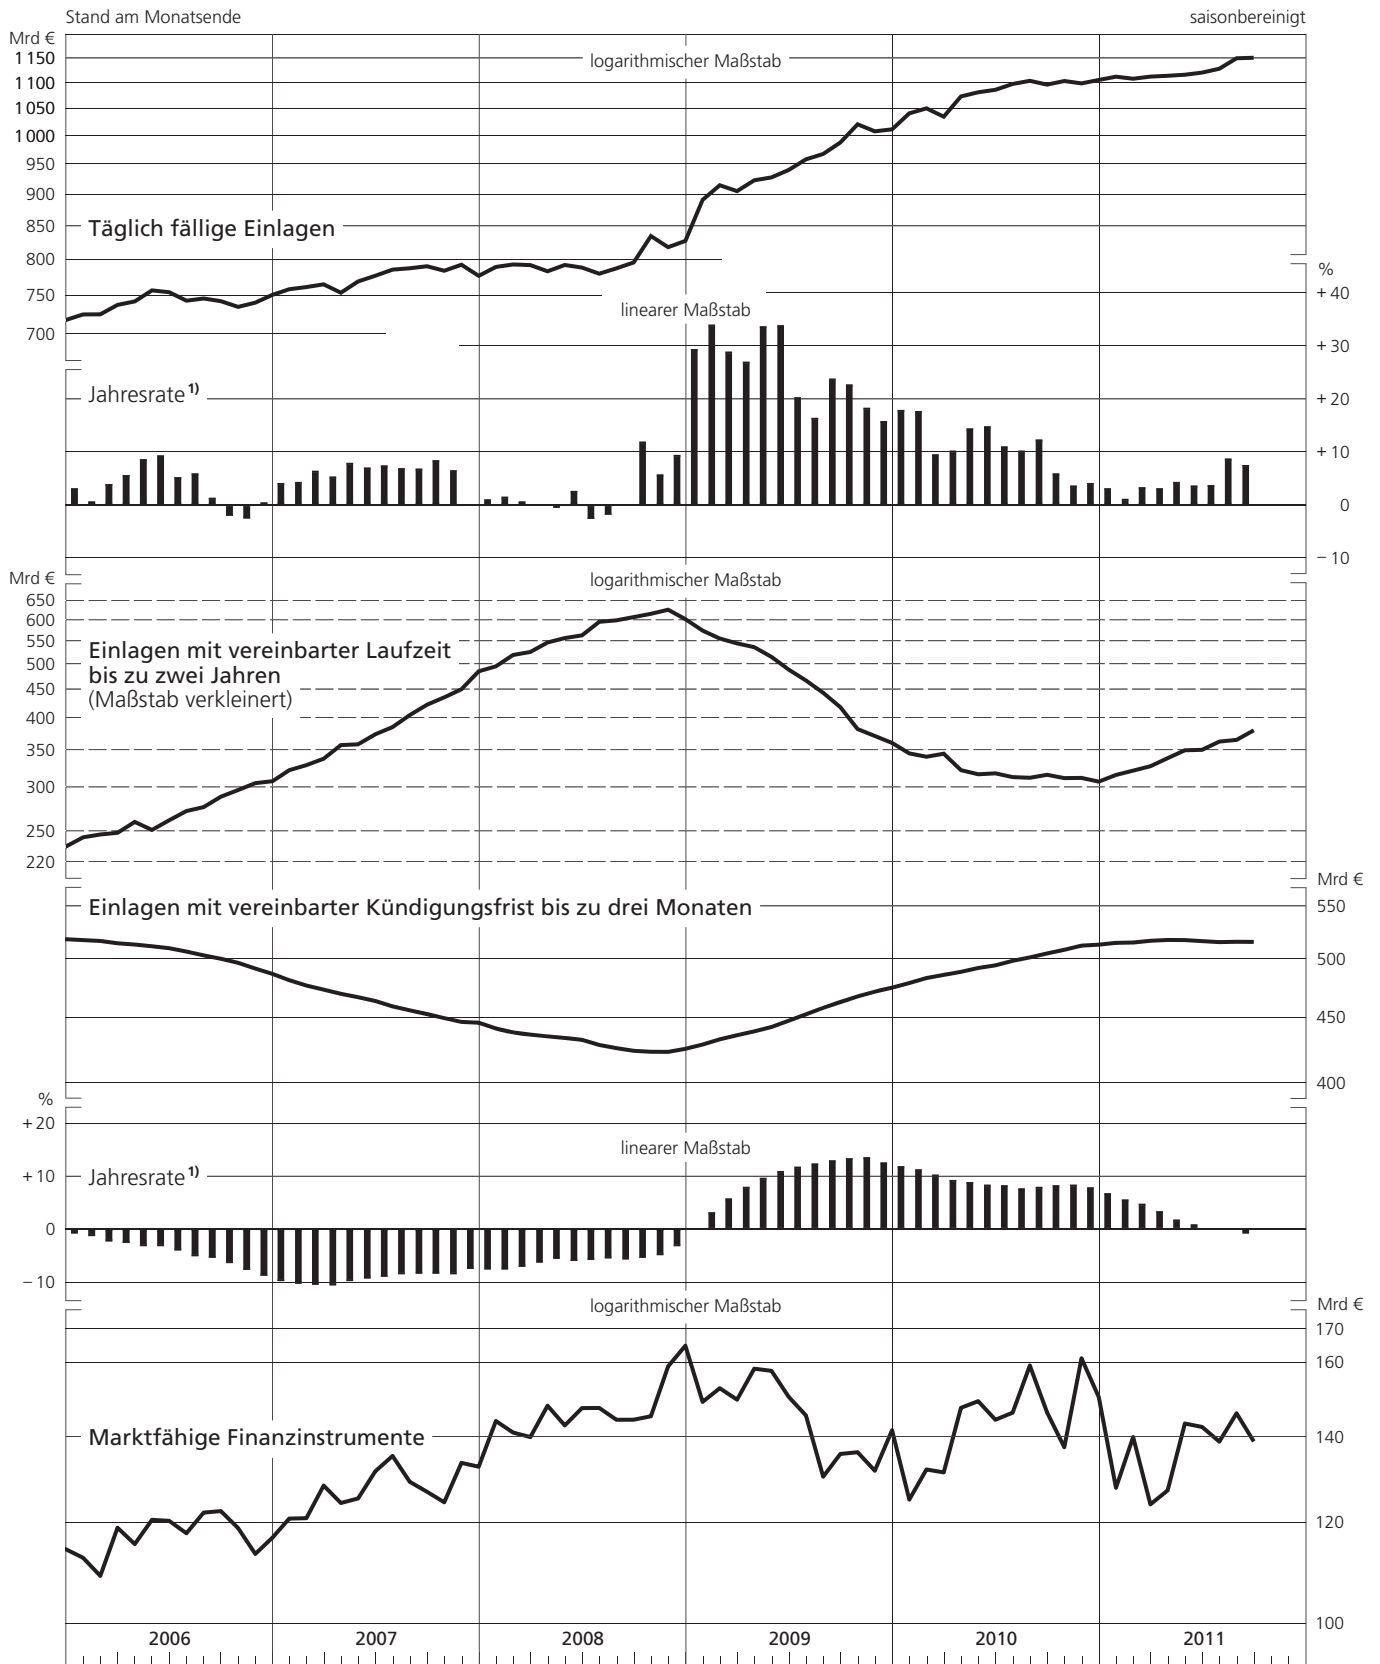 Stand am Monatsende
saisonbereinigt
Mrd €
logarithmischer Maßstab
1 150
1 100
1 050
1 000
950
900
850
800
750
700
Täglich fällige Einlagen
%
+ 40
+ 30
+ 20
+ 10
0
– 10
linearer Maßstab
Jahresrate 1)
Mrd €
logarithmischer Maßstab
650
600
550
500
450
400
350
300
250
220
Einlagen mit vereinbarter Laufzeit
bis zu zwei Jahren
(Maßstab verkleinert)
Mrd €
Einlagen mit vereinbarter Kündigungsfrist bis zu drei Monaten
550
500
450
400
%
+ 20
+ 10
0
– 10
linearer Maßstab
Jahresrate 1)
logarithmischer Maßstab
Mrd €
170
160
140
120
100
Marktfähige Finanzinstrumente
2006 2007 2008 2009 2010 2011